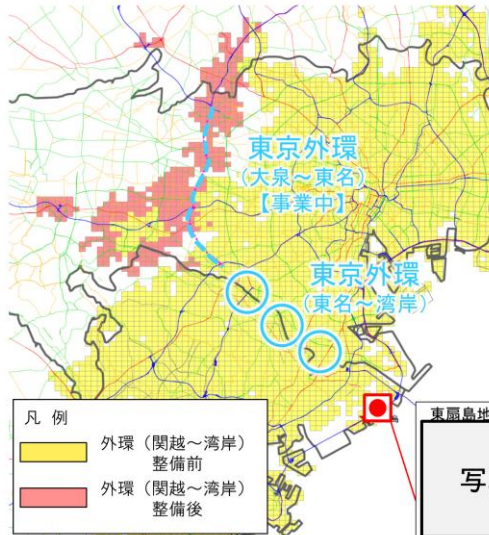 東京外環
(大泉～東名)
【事業中】
東京外環
(東名～湾岸)
凡 例
外環（関越～湾岸）
整備前
外環（関越～湾岸）
整備後
東扇島地
写